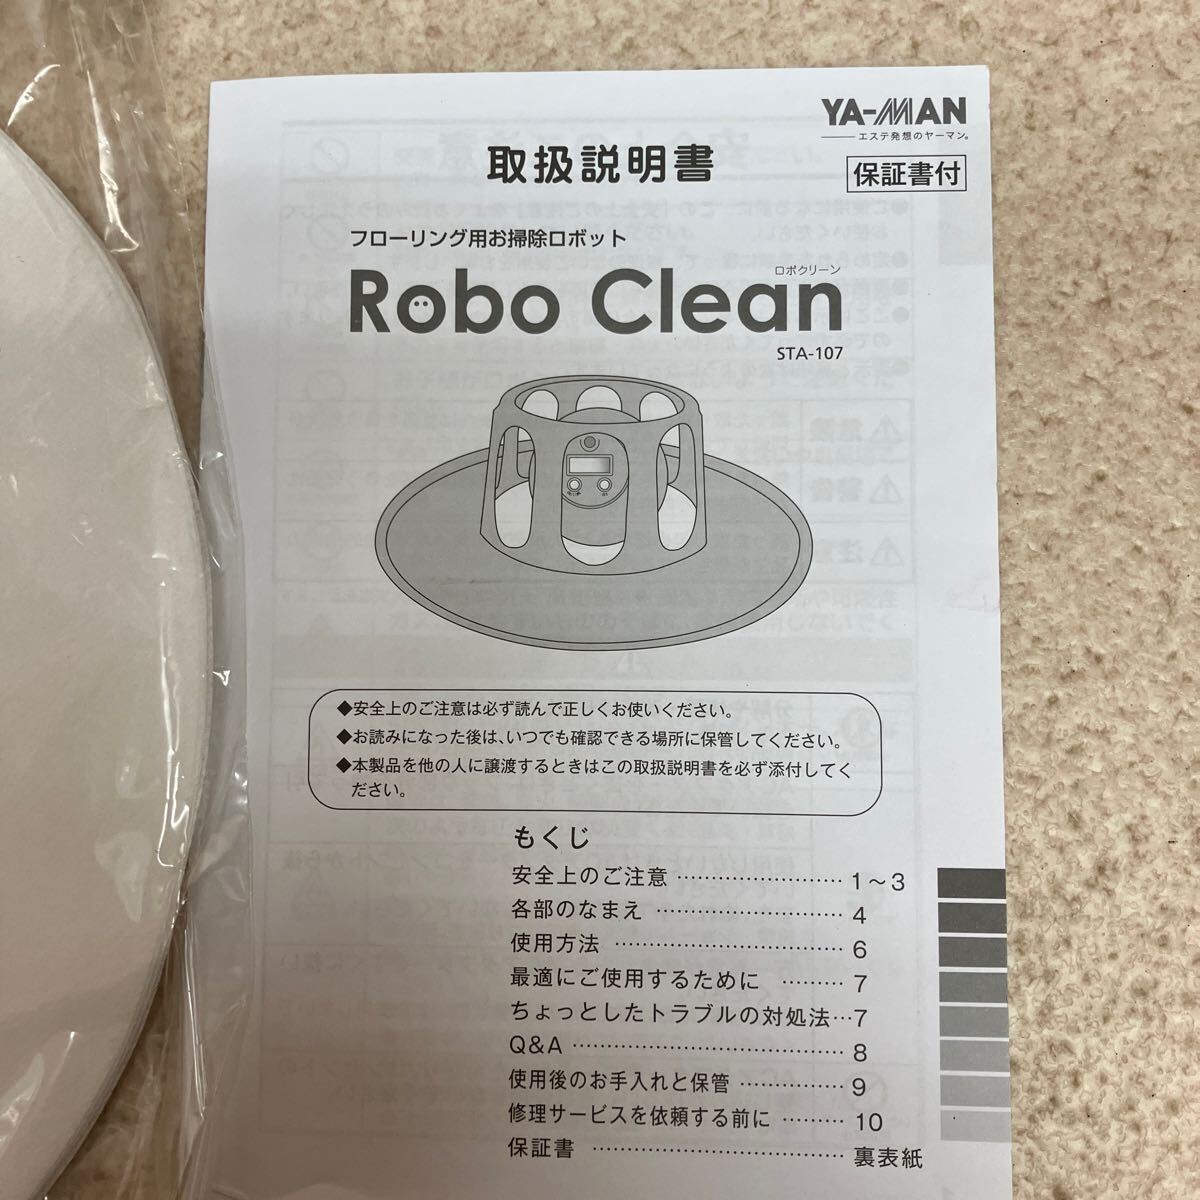 YA-MAN
エステ発想のヤーマン。
取扱説明書
保証書付
フローリング用お掃除ロボット
ロボクリーン
Robo Clean
STA-107
◆安全上のご注意は必ず読んで正しくお使いください。
◆お読みになった後は、いつでも確認できる場所に保管してください。
◆本製品を他の人に譲渡するときはこの取扱説明書を必ず添付してく
ださい。
もくじ
安全上のご注意 ……………………… 1～3
各部のなまえ ………………………… 4
使用方法 ……………………………… 6
最適にご使用するために ……… 7
ちょっとしたトラブルの対処法…7
Q&A …………………………………… 8
使用後のお手入れと保管 …………… 9
修理サービスを依頼する前に ……… 10
保証書 ……………………………… 裏表紙